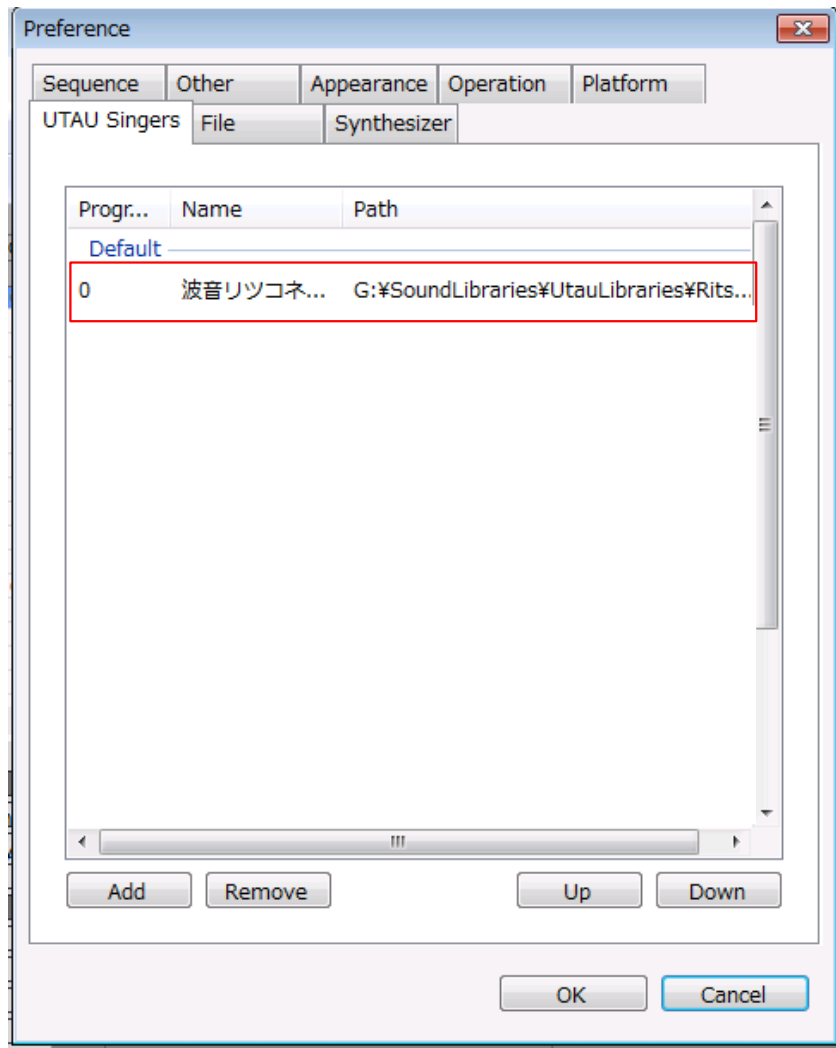 Preference
Sequence Other Appearance Operation Platform
UTAU Singers File Synthesizer
Progr... Name Path
Default
0 波音リツコネ... G:¥SoundLibraries¥UtauLibraries¥Rits...
Add Remove Up Down
OK Cancel